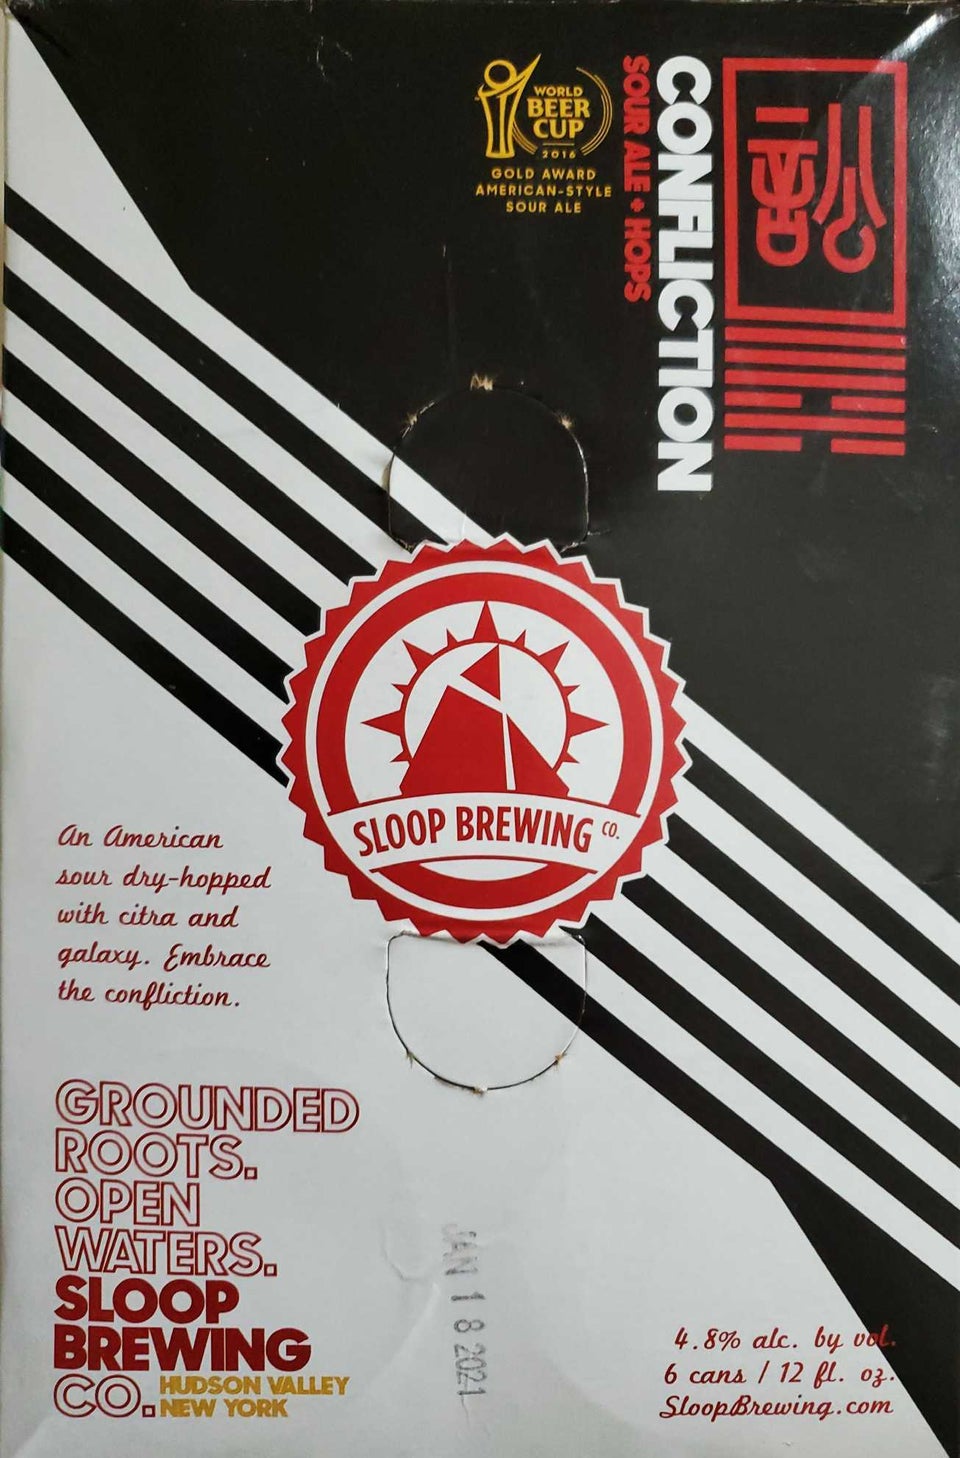 WORLD
BEER
CUP
2016
GOLD AWARD
AMERICAN-STYLE
SOUR ALE
CONFLICTION
SOUR ALE + HOPS
SLOOP BREWING CO.
An American
sour dry-hopped
with citra and
galaxy. Embrace
the confliction.
GROUNDED
ROOTS.
OPEN
WATERS.
SLOOP
BREWING
CO. HUDSON VALLEY
NEW YORK
JAN 18 2021
4.8% alc. by vol.
6 cans / 12 fl. oz.
SloopBrewing.com